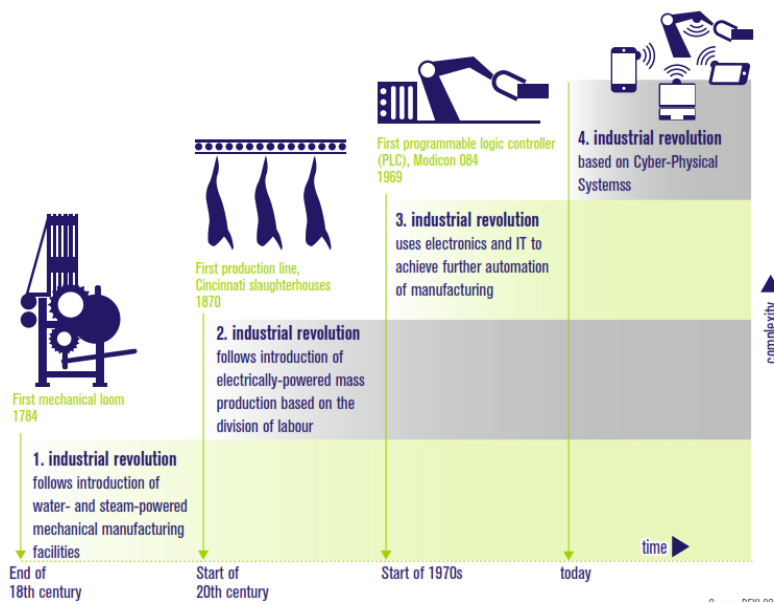 First mechanical loom
1784
First production line,
Cincinnati slaughterhouses
1870
First programmable logic controller
(PLC), Modicon 084
1969
4. industrial revolution
based on Cyber-Physical
Systemss
3. industrial revolution
uses electronics and IT to
achieve further automation
of manufacturing
2. industrial revolution
follows introduction of
electrically-powered mass
production based on the
division of labour
1. industrial revolution
follows introduction of
water- and steam-powered
mechanical manufacturing
facilities
complexity
time
End of
18th century
Start of
20th century
Start of 1970s
today